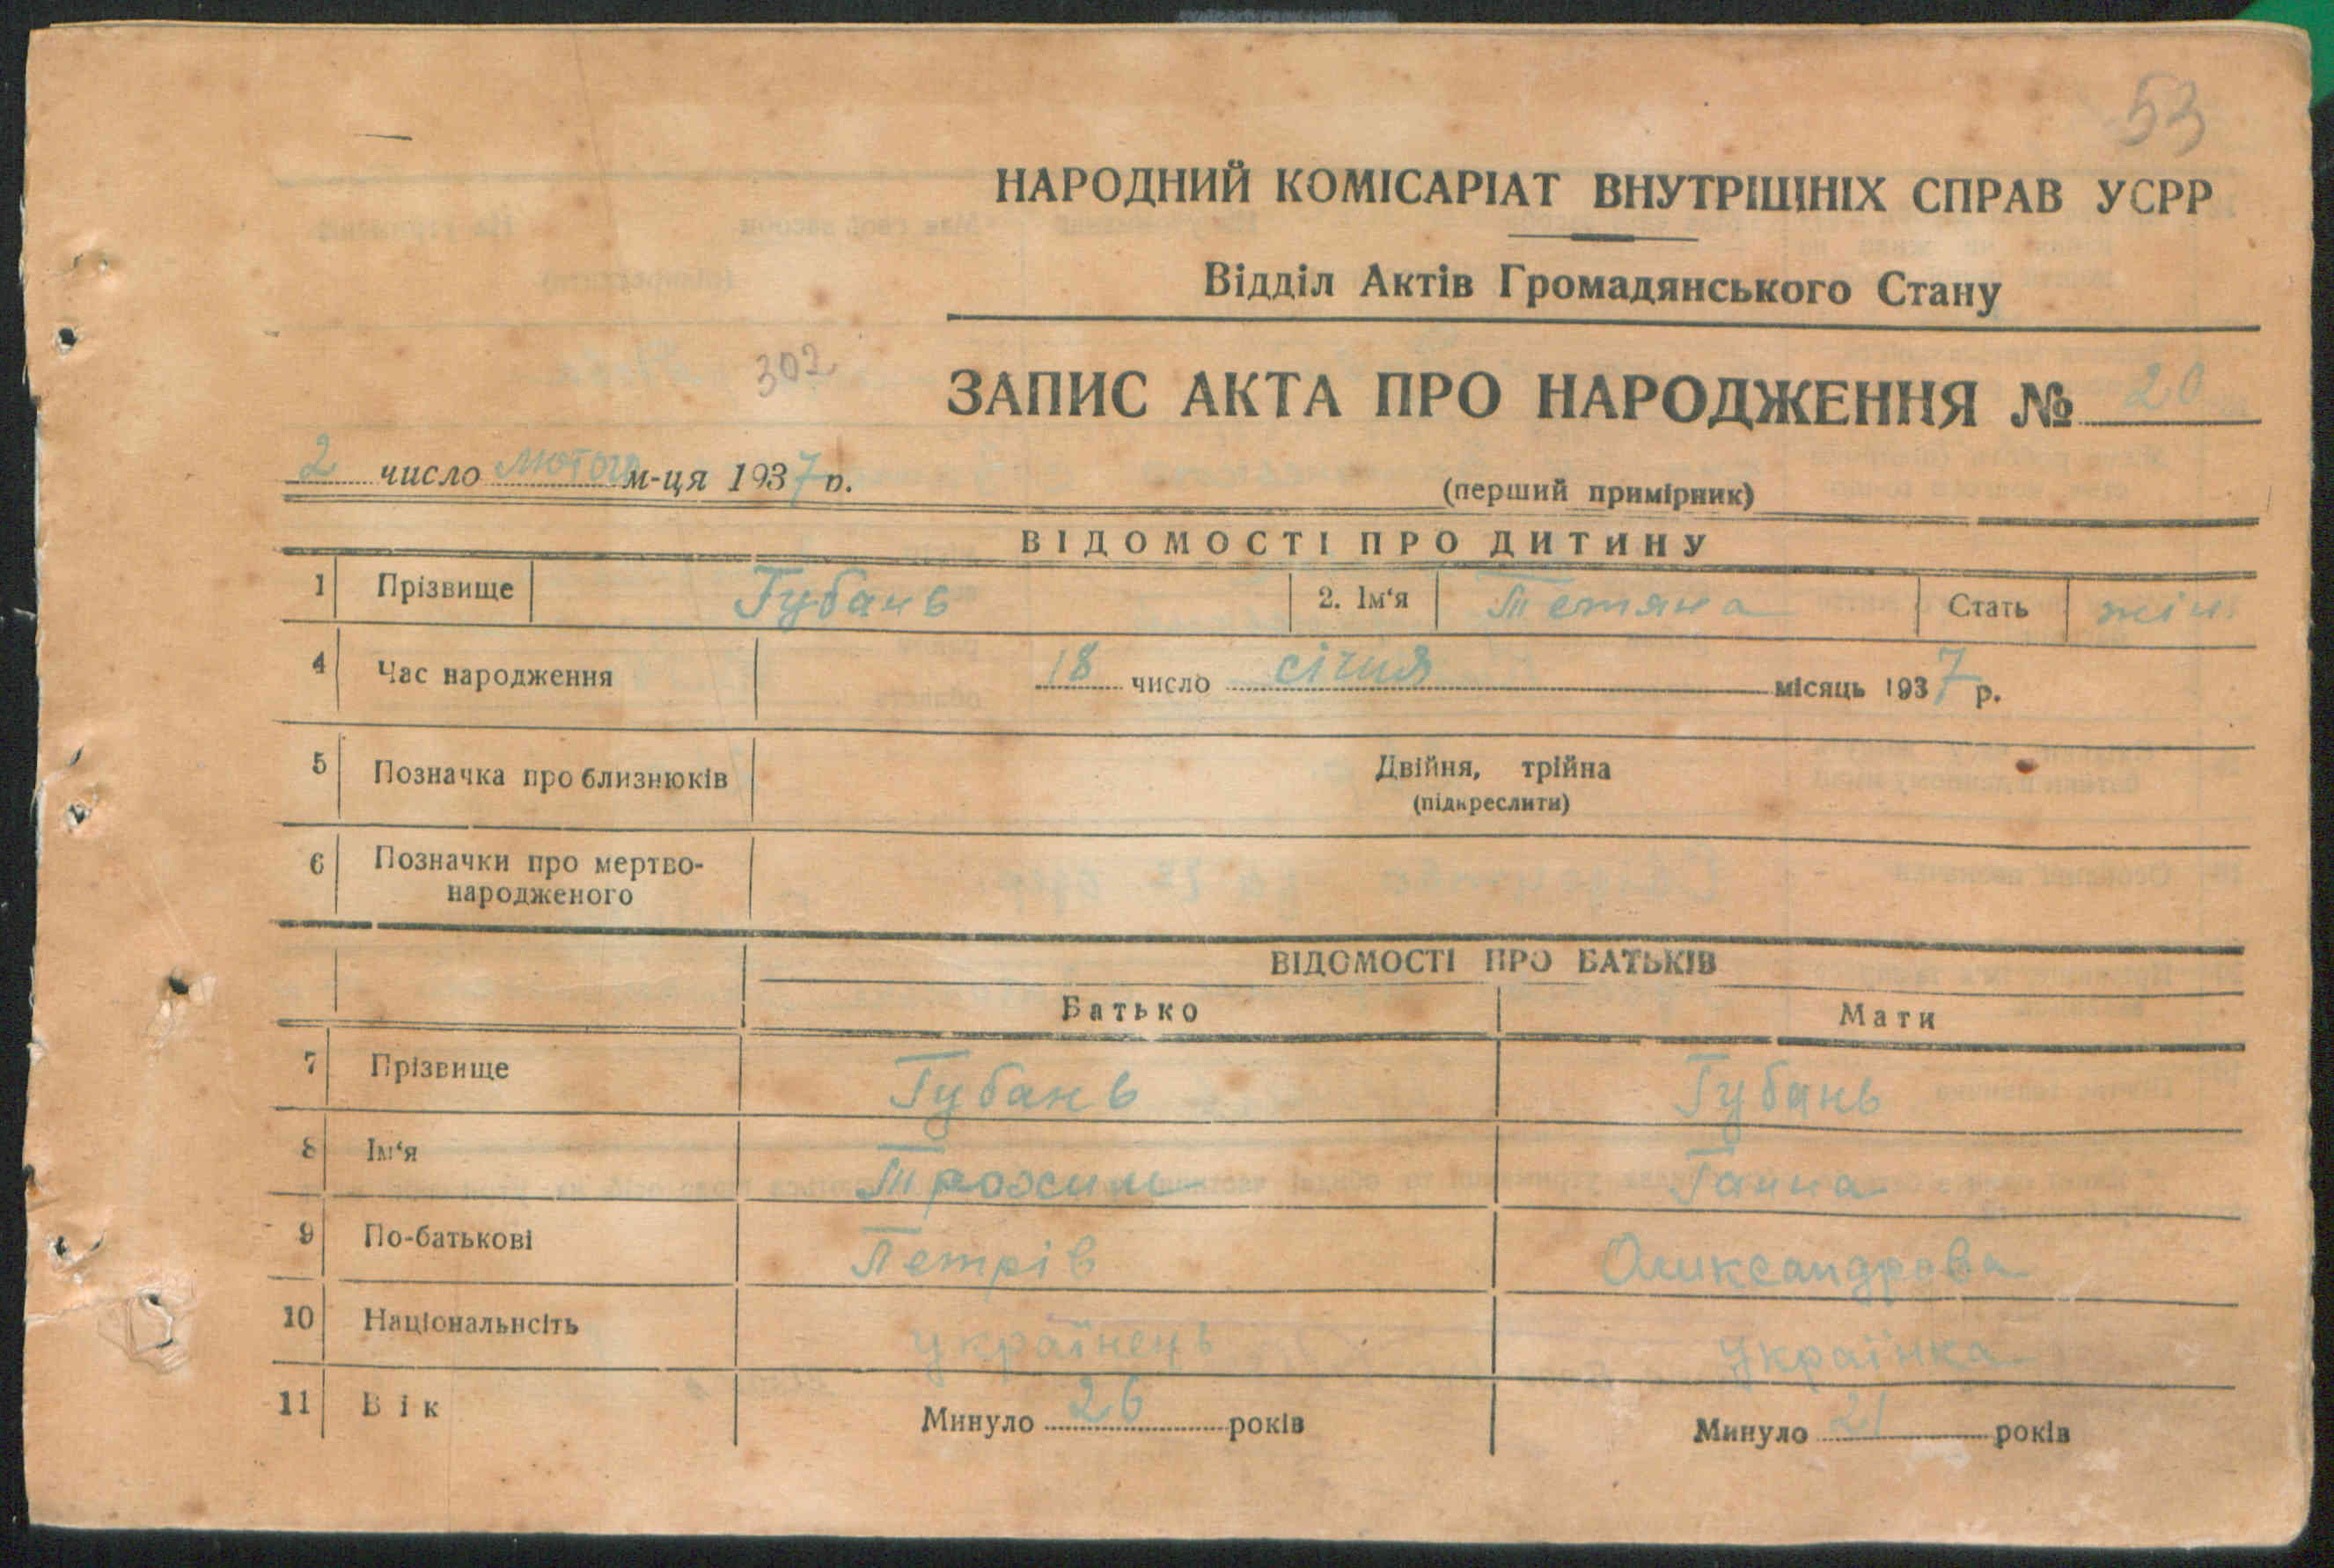 53
НАРОДНИЙ КОМІСАРІАТ ВНУТРІШНІХ СПРАВ УСРР
Відділ Актів Громадянського Стану
302
ЗАПИС АКТА ПРО НАРОДЖЕННЯ № 20
2 число лютого м-ця 1937 р.
(перший примірник)
ВІДОМОСТІ ПРО ДИТИНУ
1 Прізвище Губань 2. Ім‘я Тетяна Стать жін.
4 Час народження 18 число січня місяць 1937 р.
5 Позначка про близнюків Двійня, трійна
(підкреслити)
6 Позначки про мертво-
народженого
ВІДОМОСТІ ПРО БАТЬКІВ
Батько Мати
7 Прізвище Губань Губань
8 Ім‘я Трохим Ганна
9 По-батькові Петрів Олиександрова
10 Національнсіть українець українка
11 Вік Минуло 26 років Минуло 21 років